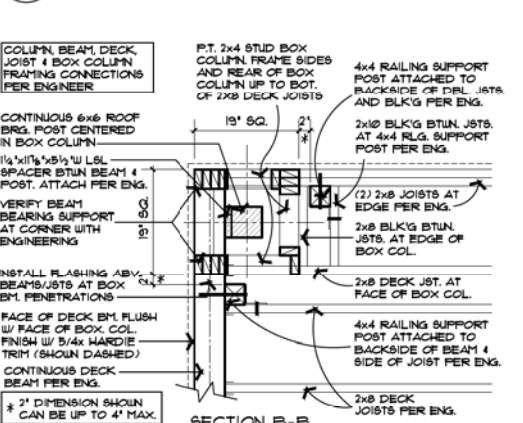 COLUMN, BEAM, DECK,
JOIST & BOX COLUMN
FRAMING CONNECTIONS
PER ENGINEER
CONTINUOUS 6x6 ROOF
BRG. POST CENTERED
IN BOX COLUMN
1¼"x11⅞"x5½"W LSL
SPACER BTWN BEAM &
POST. ATTACH PER ENG.
VERIFY BEAM
BEARING SUPPORT
AT CORNER WITH
ENGINEERING
INSTALL FLASHING ABV.
BEAMS/JSTS AT BOX
BM. PENETRATIONS
FACE OF DECK BM. FLUSH
W/ FACE OF BOX. COL.
FINISH W/ 5/4x HARDIE
TRIM (SHOWN DASHED)
CONTINUOUS DECK
BEAM PER ENG.
* 2" DIMENSION SHOWN
CAN BE UP TO 4" MAX.
P.T. 2x4 STUD BOX
COLUMN. FRAME SIDES
AND REAR OF BOX
COLUMN UP TO BOT.
OF 2x8 DECK JOISTS
19" SQ.
2"
*
19" SQ.
2"
*
4x4 RAILING SUPPORT
POST ATTACHED TO
BACKSIDE OF DBL. JSTS.
AND BLK'G PER ENG.
2x10 BLK'G BTWN. JSTS.
AT 4x4 RLG. SUPPORT
POST PER ENG.
(2) 2x8 JOISTS AT
EDGE PER ENG.
2x8 BLK'G BTWN.
JSTS. AT EDGE OF
BOX COL.
2x8 DECK JST. AT
FACE OF BOX COL.
4x4 RAILING SUPPORT
POST ATTACHED TO
BACKSIDE OF BEAM &
SIDE OF JOIST PER ENG.
2x8 DECK
JOISTS PER ENG.
SECTION B-B